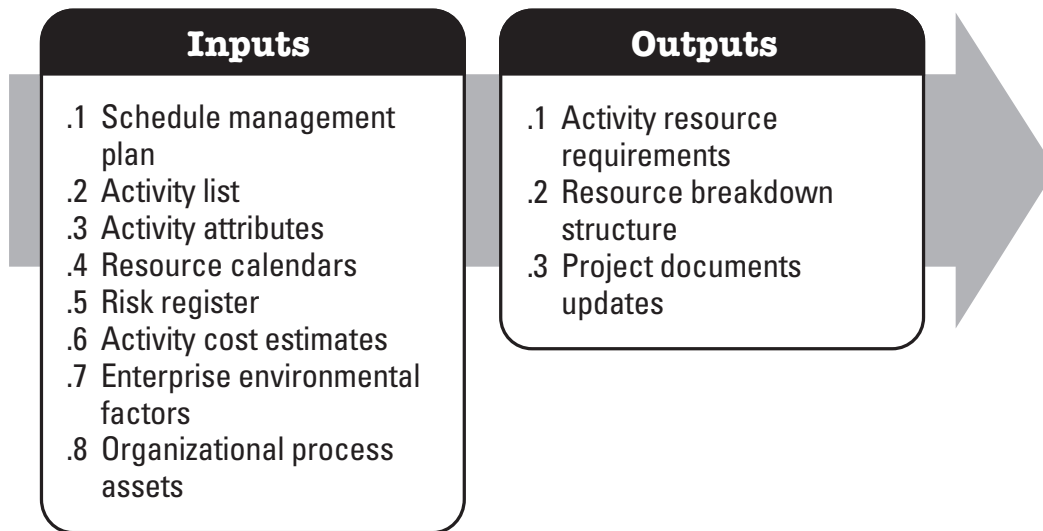 Inputs
.1 Schedule management
plan
.2 Activity list
.3 Activity attributes
.4 Resource calendars
.5 Risk register
.6 Activity cost estimates
.7 Enterprise environmental
factors
.8 Organizational process
assets
Outputs
.1 Activity resource
requirements
.2 Resource breakdown
structure
.3 Project documents
updates